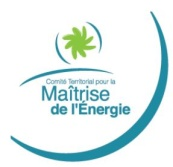 Comité Territorial pour la
Maîtrise
de l'Énergie